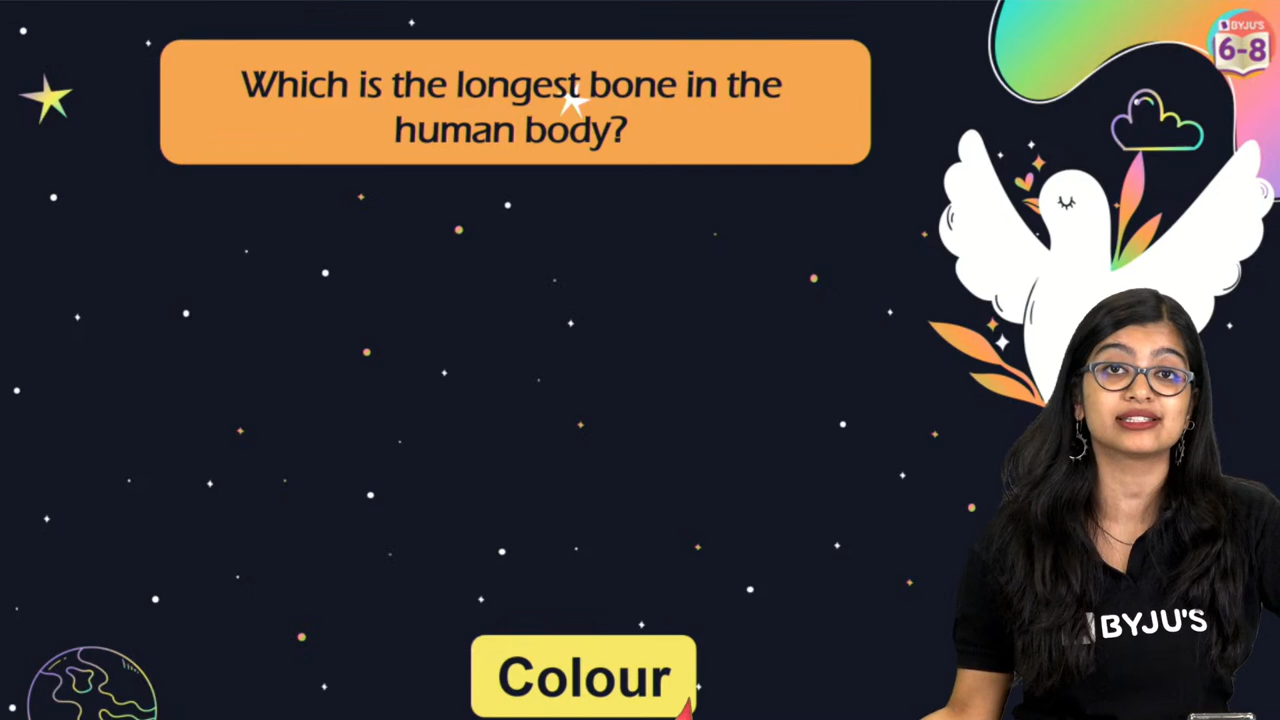 BYJU'S
6-8
Which is the longest bone in the
human body?
BYJU'S
Colour